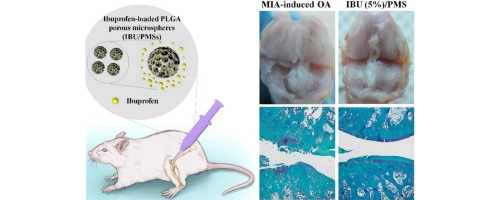 Ibuprofen-loaded PLGA
porous microspheres
(IBU/PMSs)
Ibuprofen
MIA-induced OA
IBU (5%)/PMS